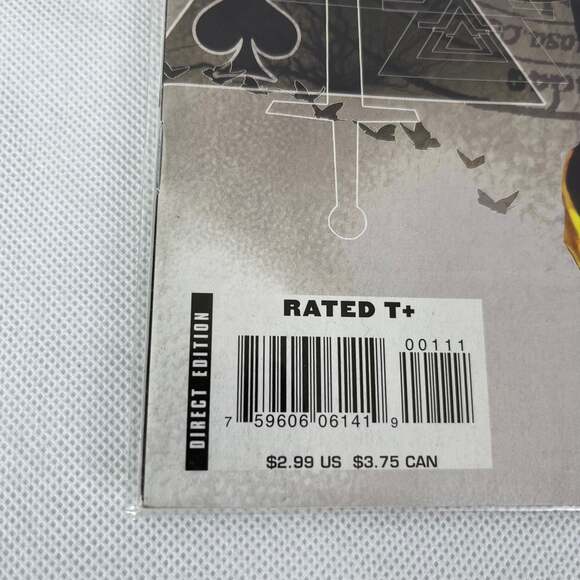 RATED T+
00111
DIRECT EDITION
7 59606 06141 9
$2.99 US $3.75 CAN